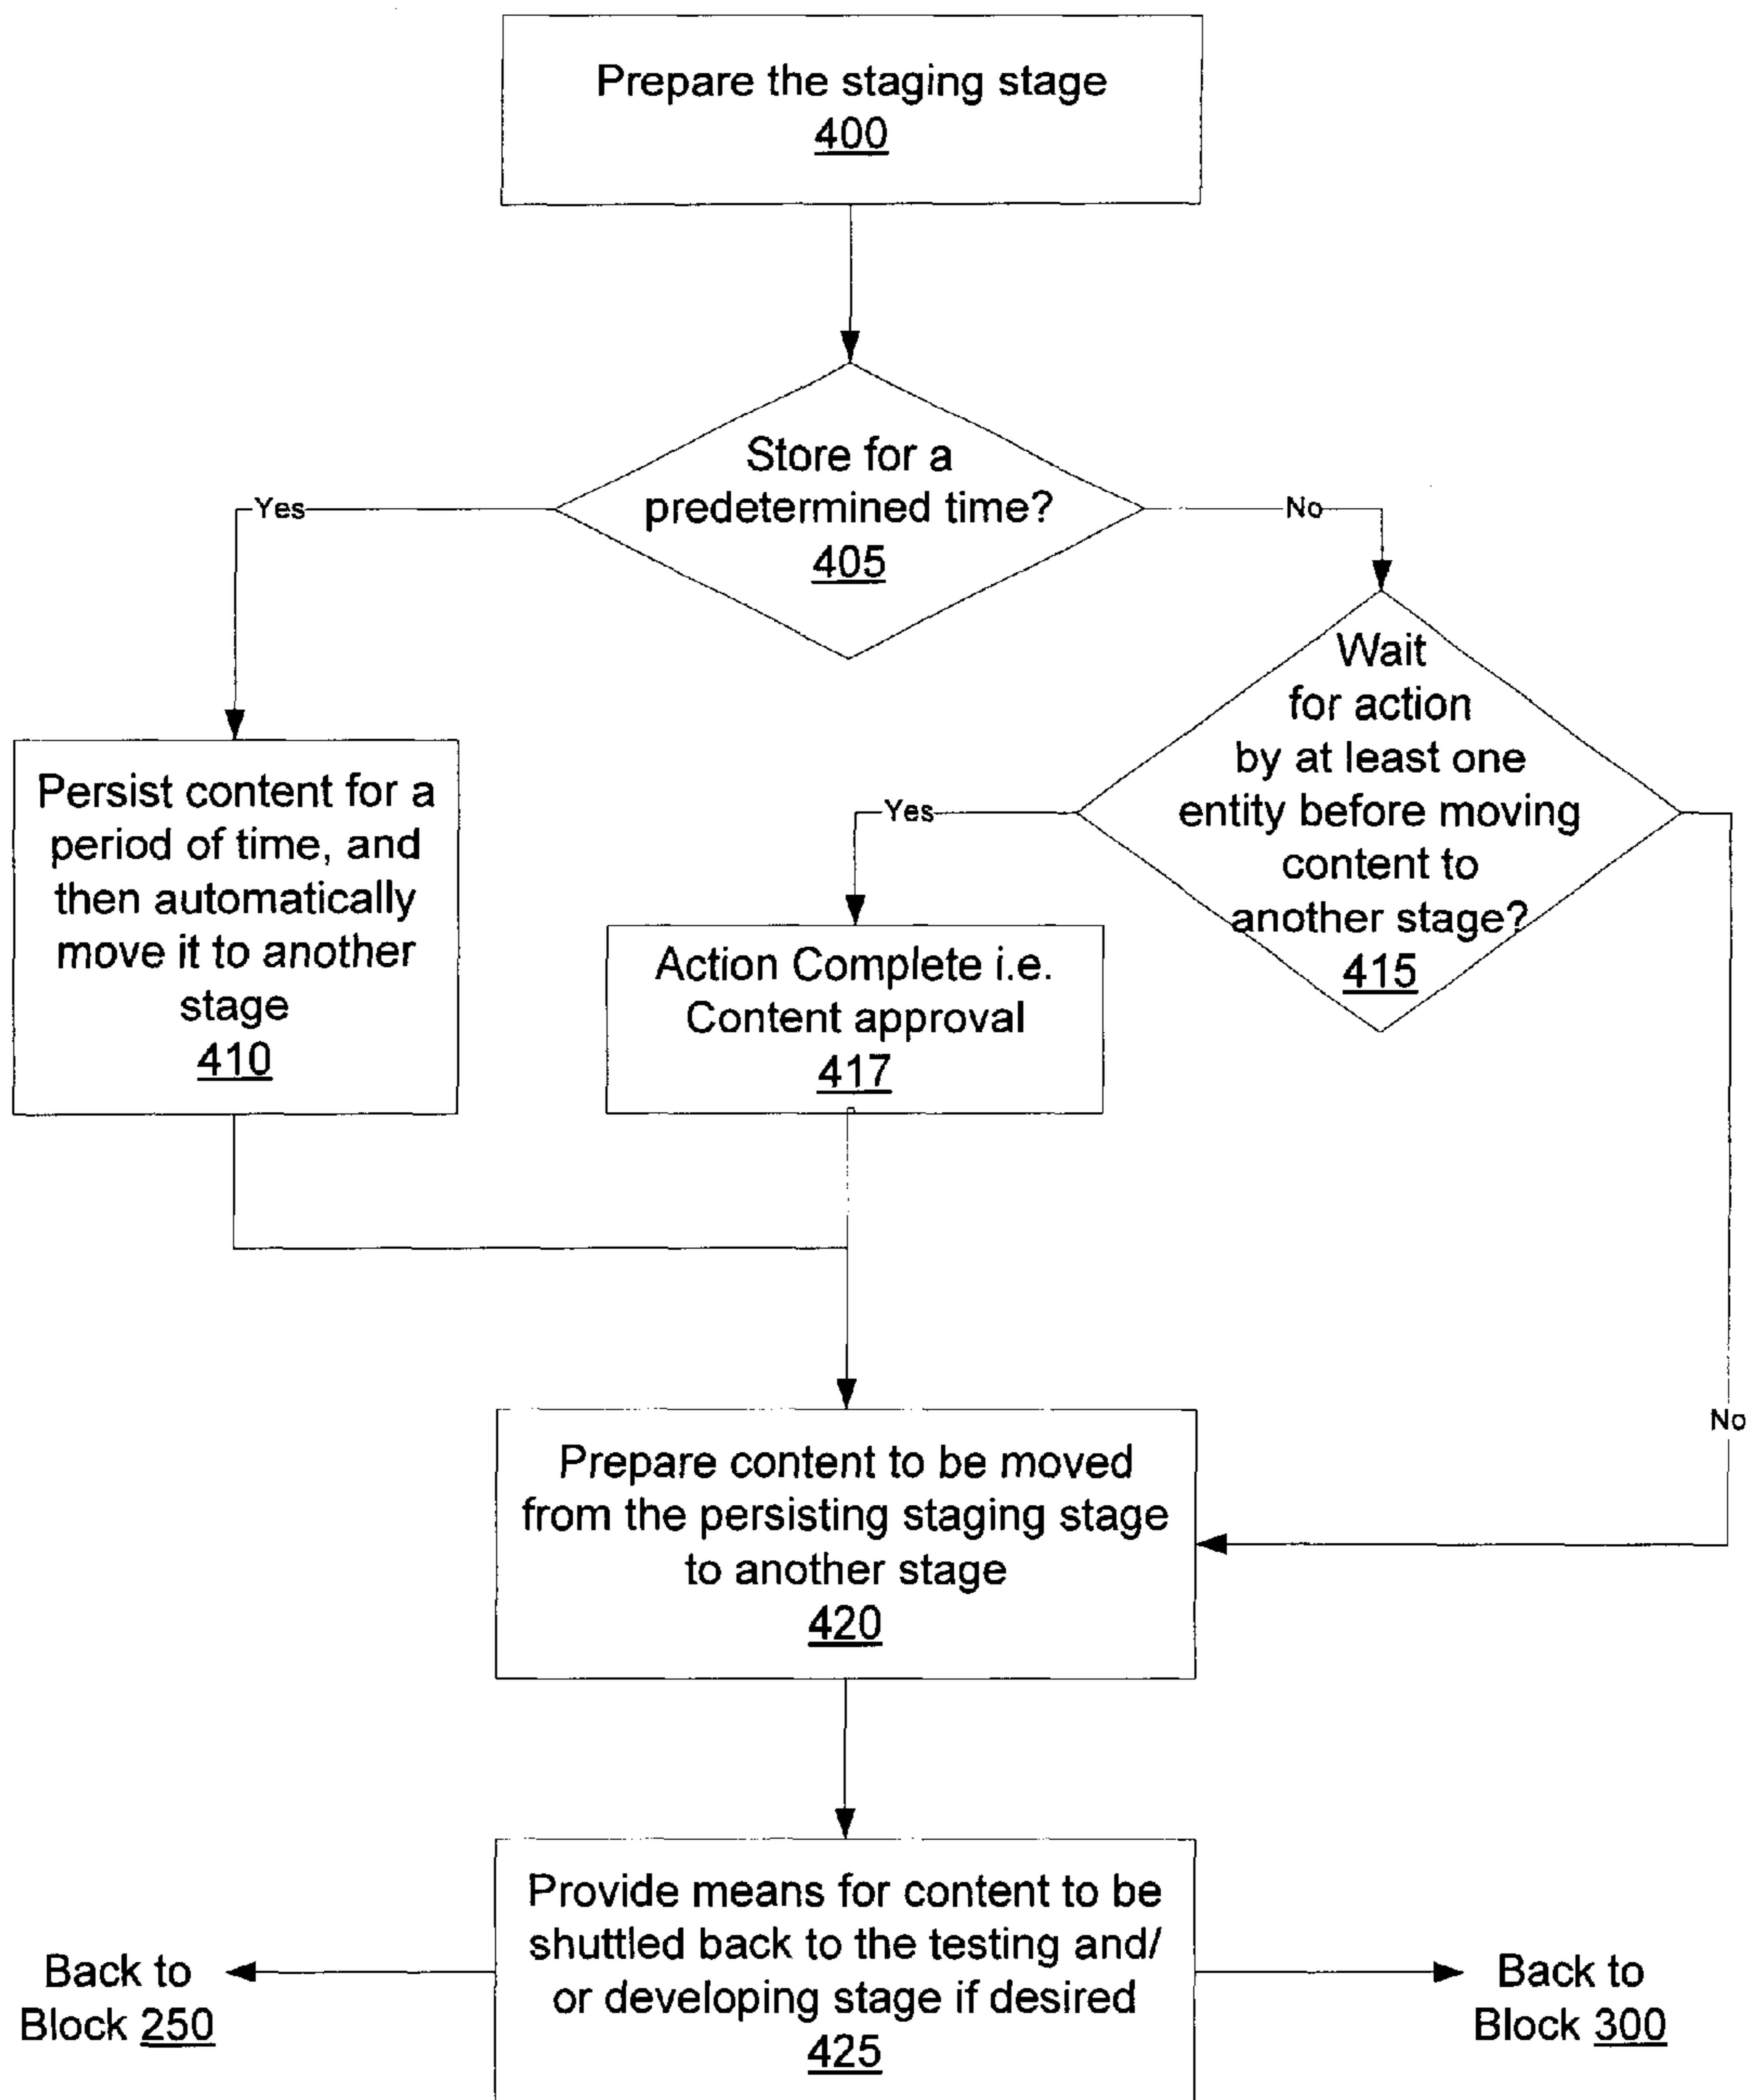 Prepare the staging stage
400
Store for a
predetermined time?
405
Yes
No
Wait
for action
by at least one
entity before moving
content to
another stage?
415
Persist content for a
period of time, and
then automatically
move it to another
stage
410
Yes
Action Complete i.e.
Content approval
417
No
Prepare content to be moved
from the persisting staging stage
to another stage
420
Provide means for content to be
shuttled back to the testing and/
or developing stage if desired
425
Back to
Block 250
Back to
Block 300